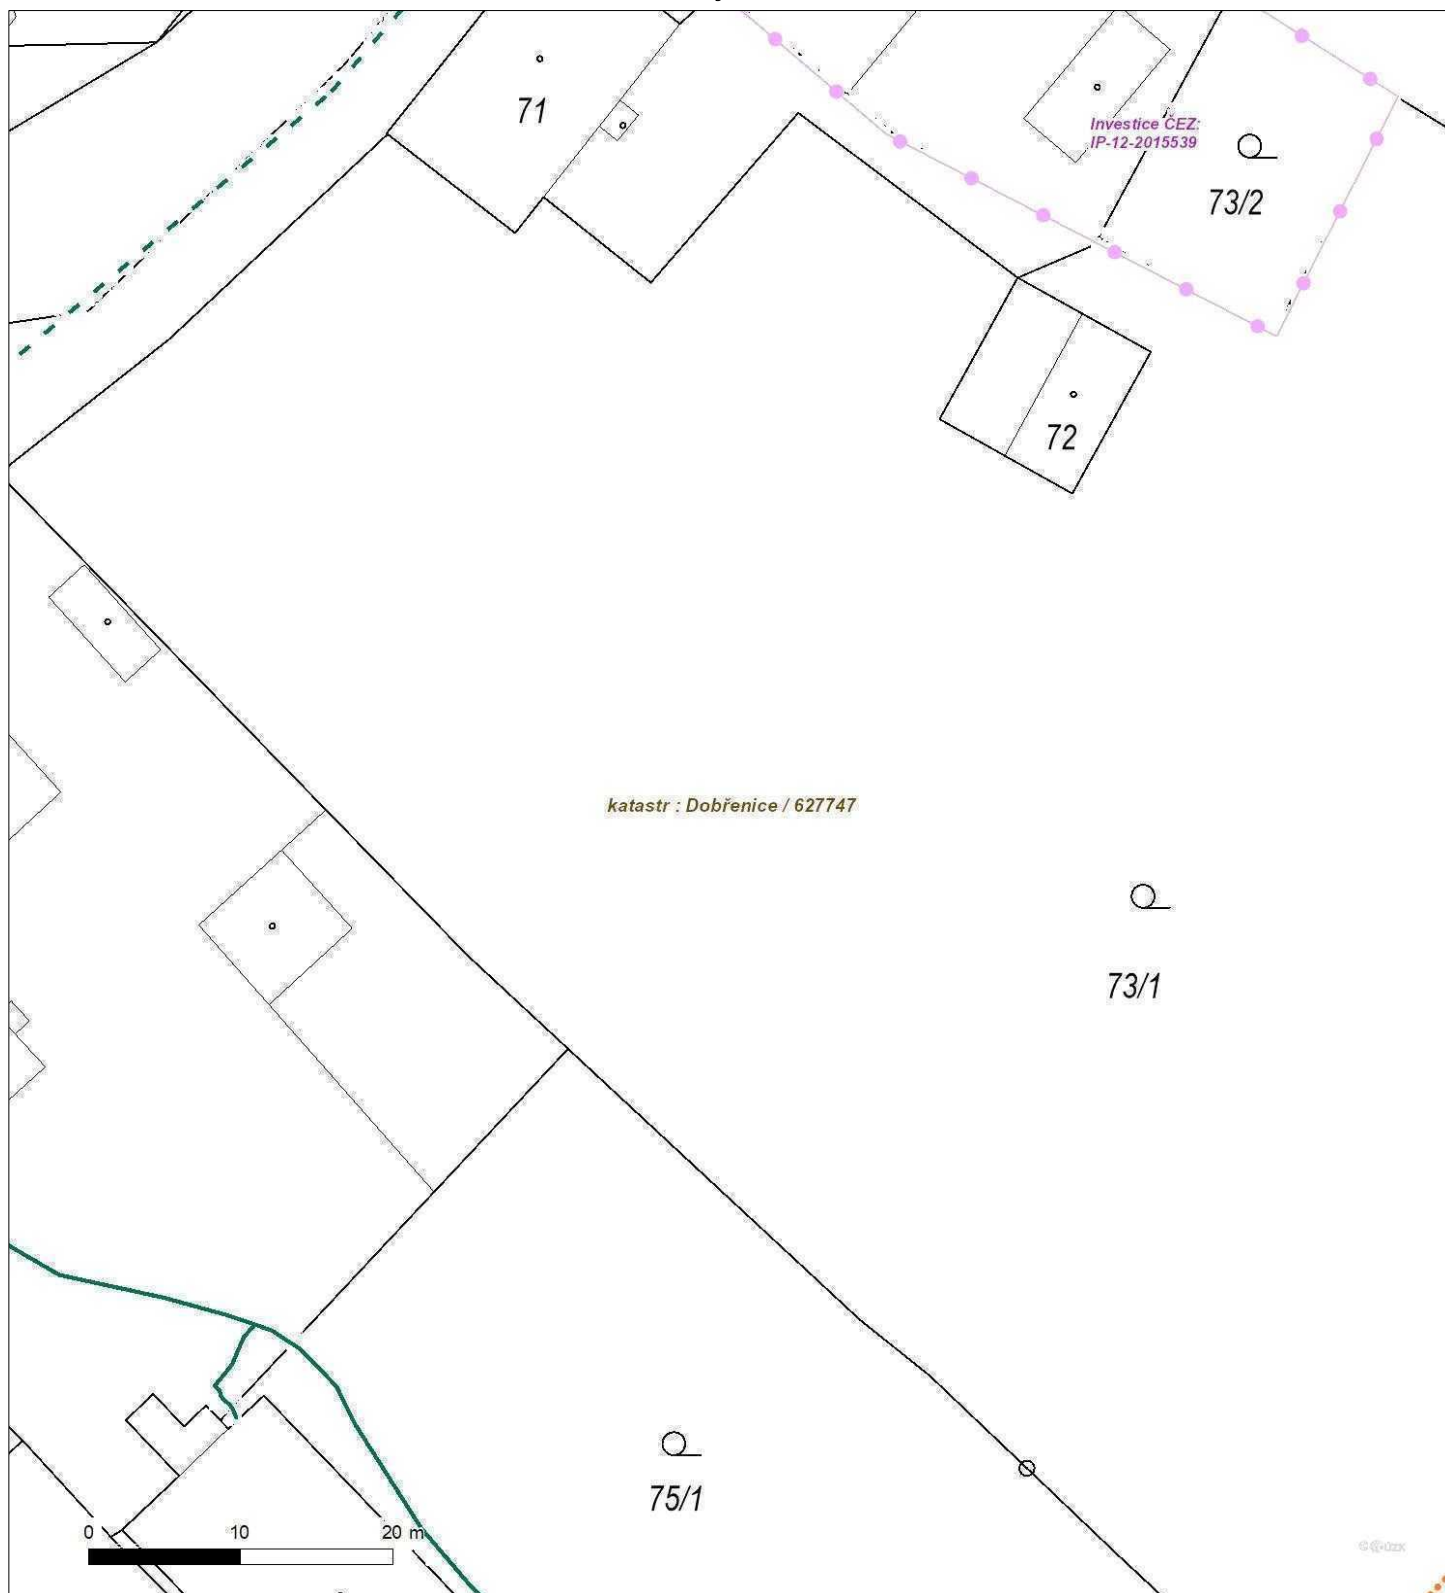 71
Investice ČEZ:
IP-12-2015539
73/2
72
katastr : Dobřenice / 627747
73/1
75/1
0 10 20 m